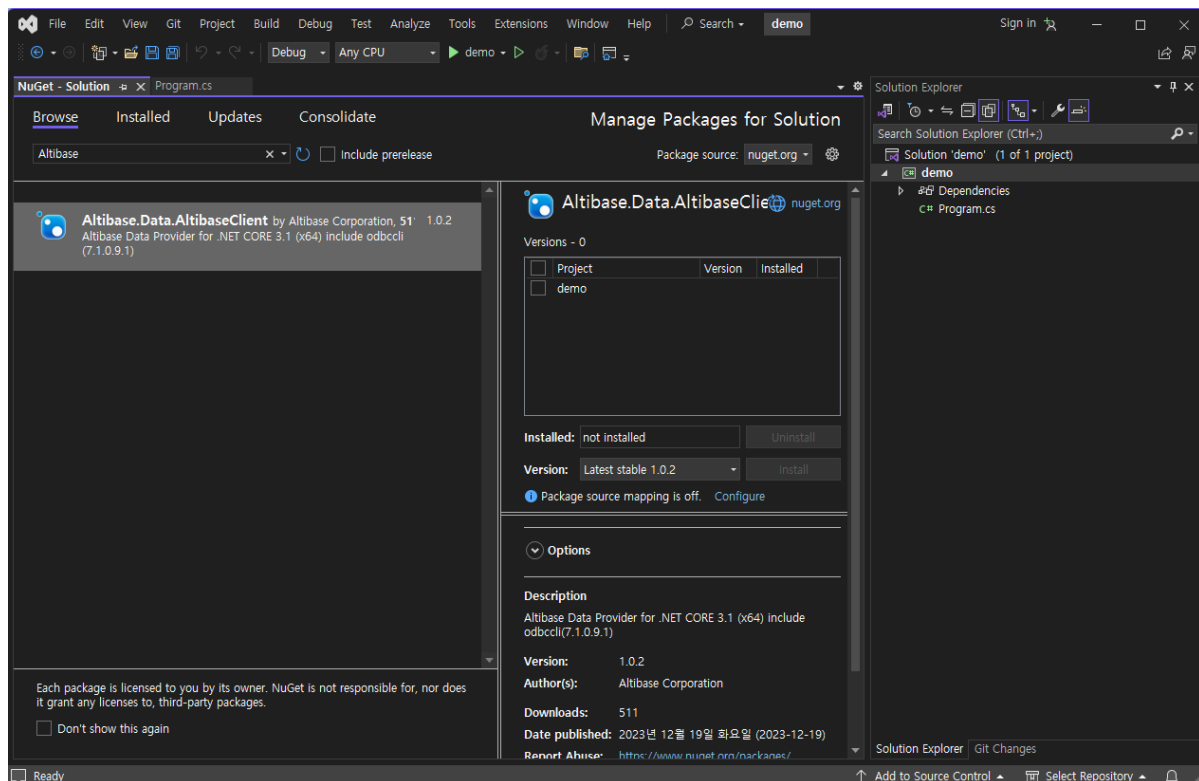 File Edit View Git Project Build Debug Test Analyze Tools Extensions Window Help Search demo Sign in
Debug Any CPU demo
NuGet - Solution Program.cs
Browse Installed Updates Consolidate
Manage Packages for Solution
Altibase
Include prerelease
Package source: nuget.org
Altibase.Data.AltibaseClient by Altibase Corporation, 51 1.0.2
Altibase Data Provider for .NET CORE 3.1 (x64) include odbccli
(7.1.0.9.1)
Each package is licensed to you by its owner. NuGet is not responsible for, nor does
it grant any licenses to, third-party packages.
Don't show this again
Altibase.Data.AltibaseClie nuget.org
Versions - 0
Project Version Installed
demo
Installed: not installed Uninstall
Version: Latest stable 1.0.2 Install
Package source mapping is off. Configure
Options
Description
Altibase Data Provider for .NET CORE 3.1 (x64) include
odbccli(7.1.0.9.1)
Version: 1.0.2
Author(s): Altibase Corporation
Downloads: 511
Date published: 2023년 12월 19일 화요일 (2023-12-19)
Report Abuse: https://www.nuget.org/packages/
Solution Explorer
Search Solution Explorer (Ctrl+;)
Solution 'demo' (1 of 1 project)
C# demo
Dependencies
C# Program.cs
Solution Explorer Git Changes
Ready Add to Source Control Select Repository